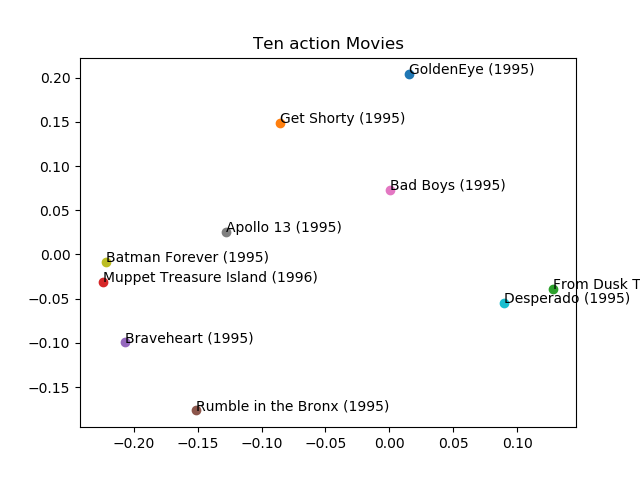 Ten action Movies
0.20
0.15
0.10
0.05
0.00
−0.05
−0.10
−0.15
GoldenEye (1995)
Get Shorty (1995)
Bad Boys (1995)
Apollo 13 (1995)
Batman Forever (1995)
Muppet Treasure Island (1996)
From Dusk T
Desperado (1995)
Braveheart (1995)
Rumble in the Bronx (1995)
−0.20
−0.15
−0.10
−0.05
0.00
0.05
0.10